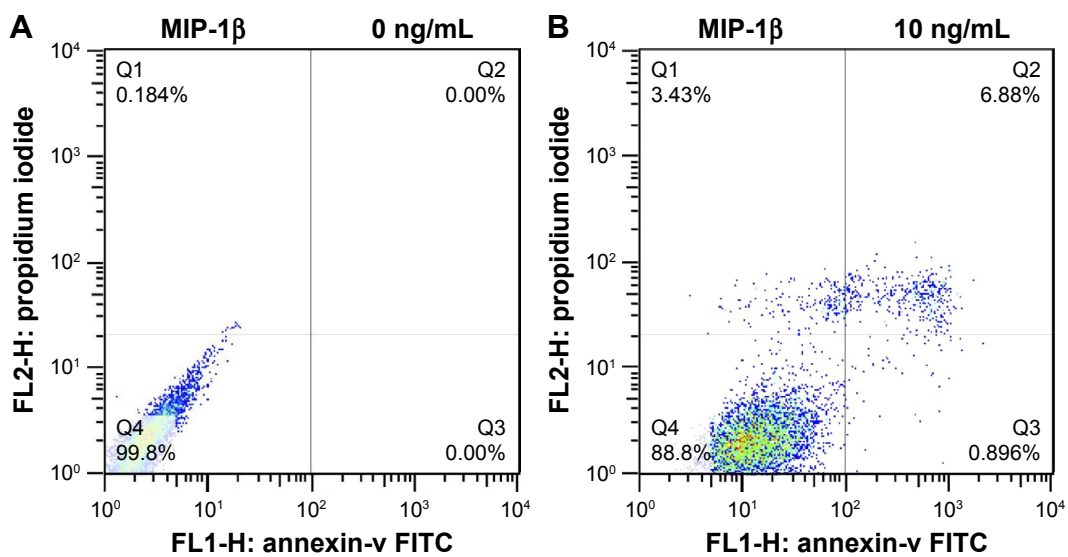 A MIP-1β 0 ng/mL
10⁴
10³
10²
10¹
10⁰
FL2-H: propidium iodide
Q1
0.184%
Q2
0.00%
Q4
99.8%
Q3
0.00%
10⁰ 10¹ 10² 10³ 10⁴
FL1-H: annexin-v FITC
B MIP-1β 10 ng/mL
10⁴
10³
10²
10¹
10⁰
FL2-H: propidium iodide
Q1
3.43%
Q2
6.88%
Q4
88.8%
Q3
0.896%
10⁰ 10¹ 10² 10³ 10⁴
FL1-H: annexin-v FITC